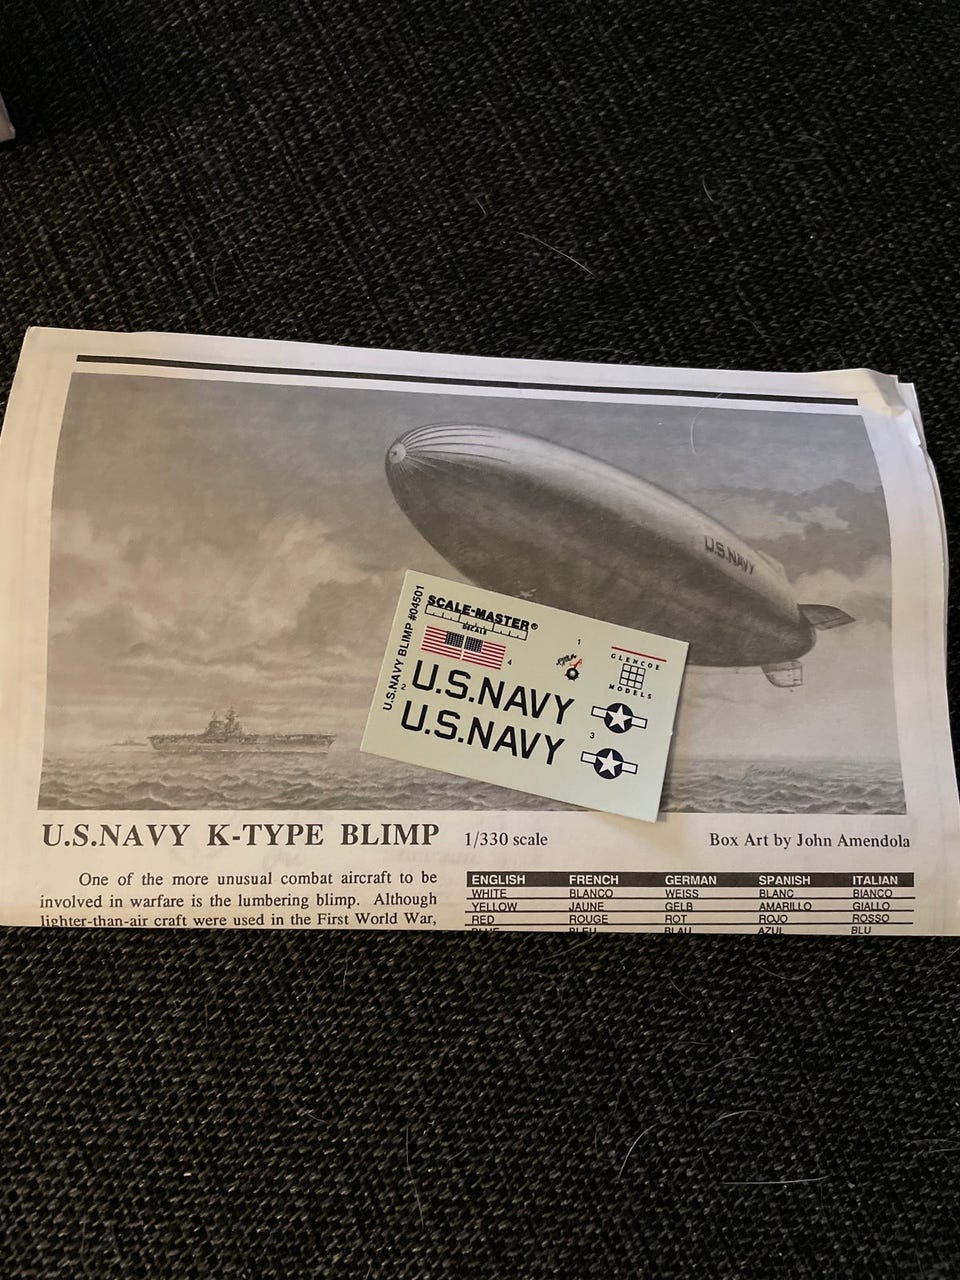 U.S.NAVY
U.S.NAVY BLIMP #04501
SCALE-MASTER®
DECALS
1
4
GLENCOE
MODELS
2
U.S.NAVY
U.S.NAVY
3
U.S.NAVY K-TYPE BLIMP 1/330 scale Box Art by John Amendola
One of the more unusual combat aircraft to be
involved in warfare is the lumbering blimp. Although
lighter-than-air craft were used in the First World War,
ENGLISH FRENCH GERMAN SPANISH ITALIAN
WHITE BLANCO WEISS BLANC BIANCO
YELLOW JAUNE GELB AMARILLO GIALLO
RED ROUGE ROT ROJO ROSSO
BLUE BLEU BLAU AZUL BLU